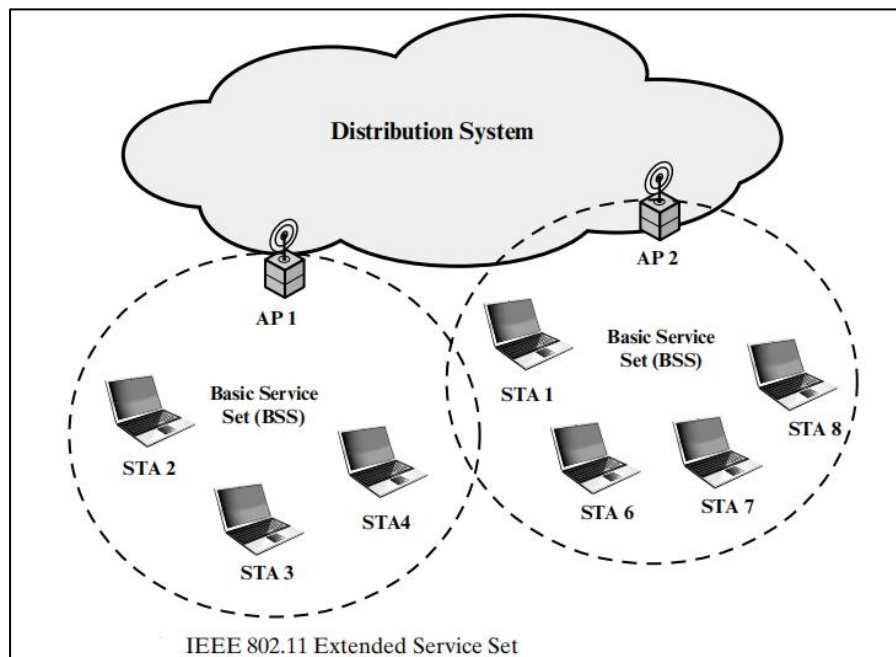 Distribution System
AP 2
AP 1
STA 1
Basic Service
Set (BSS)
Basic Service
Set (BSS)
STA 2
STA 8
STA4
STA 6
STA 7
STA 3
IEEE 802.11 Extended Service Set